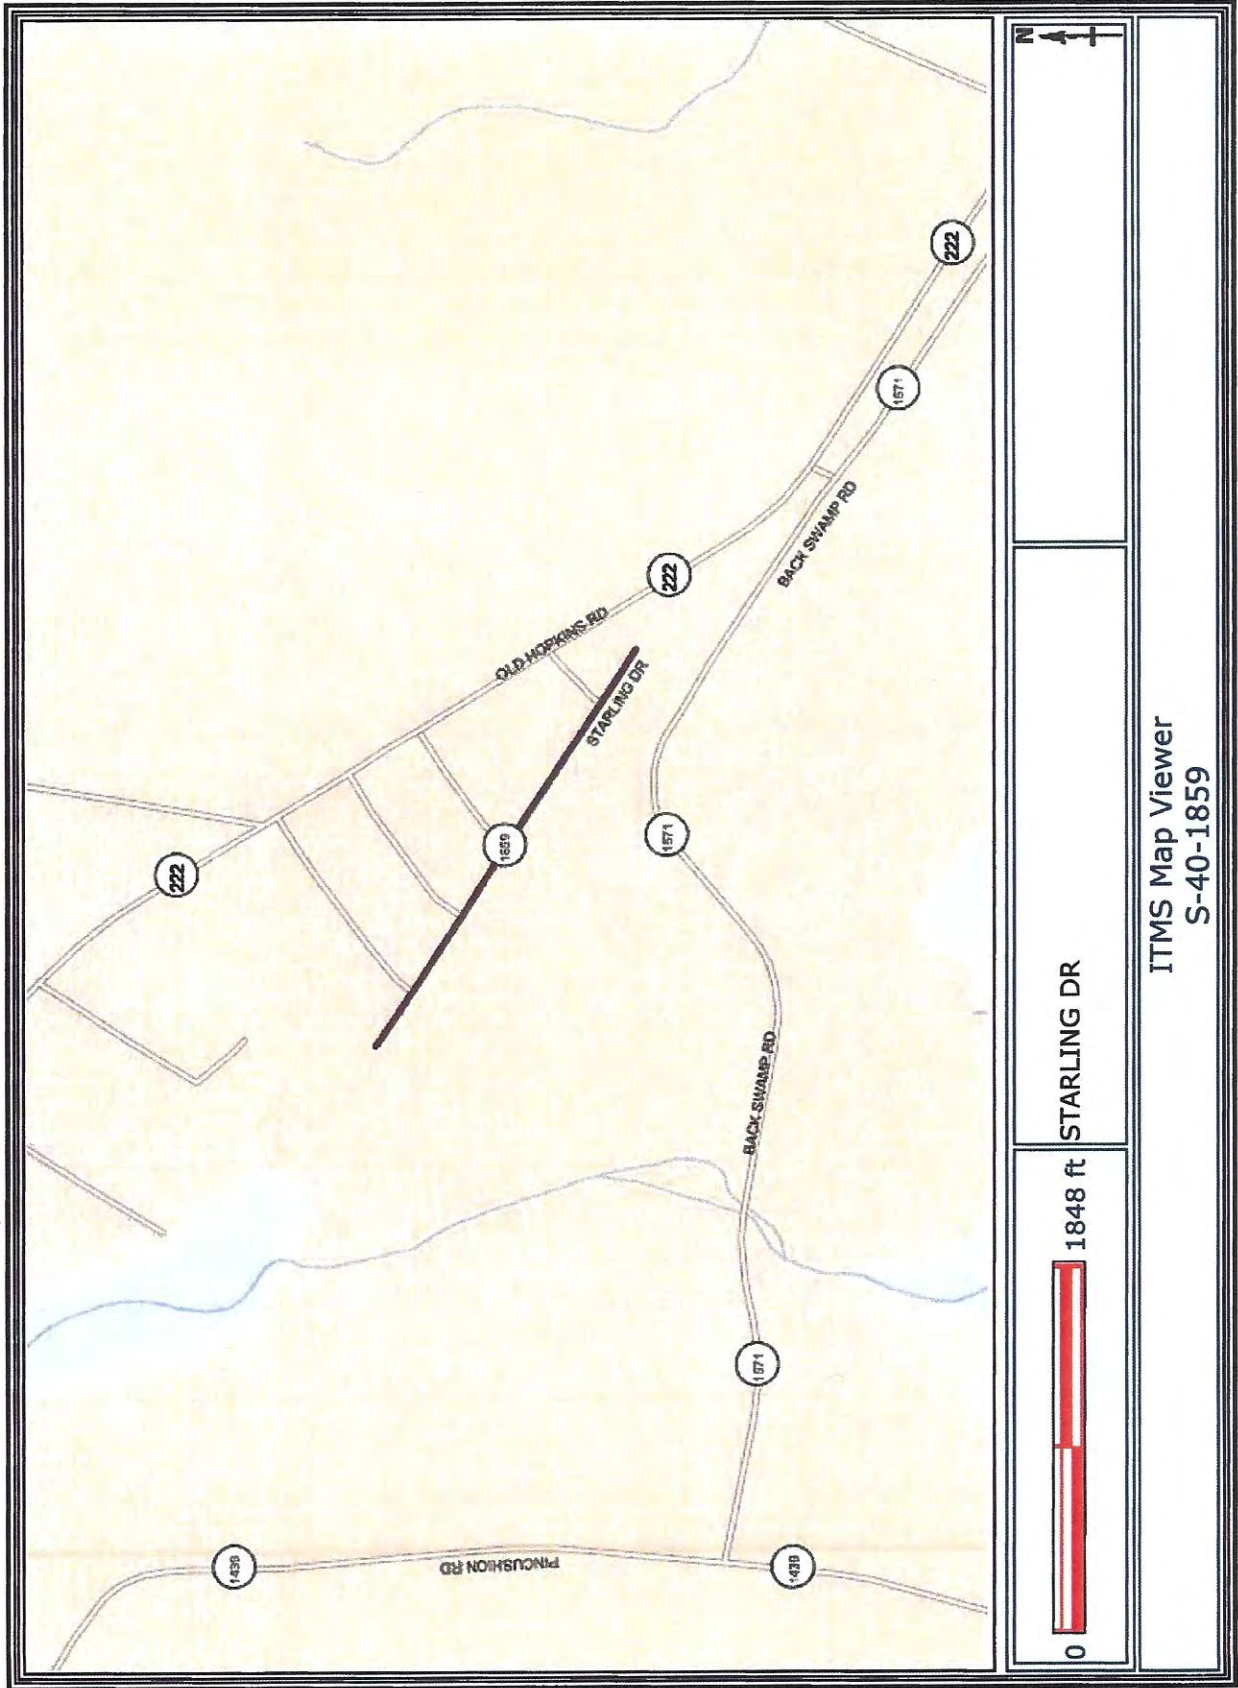 222
OLD HOPKINS RD
222
STARLING DR
222
1571
BACK SWAMP RD
1571
BACK SWAMP RD
1571
1439
PINCUSHION RD
1439
N
0
1848 ft
STARLING DR
ITMS Map Viewer
S-40-1859